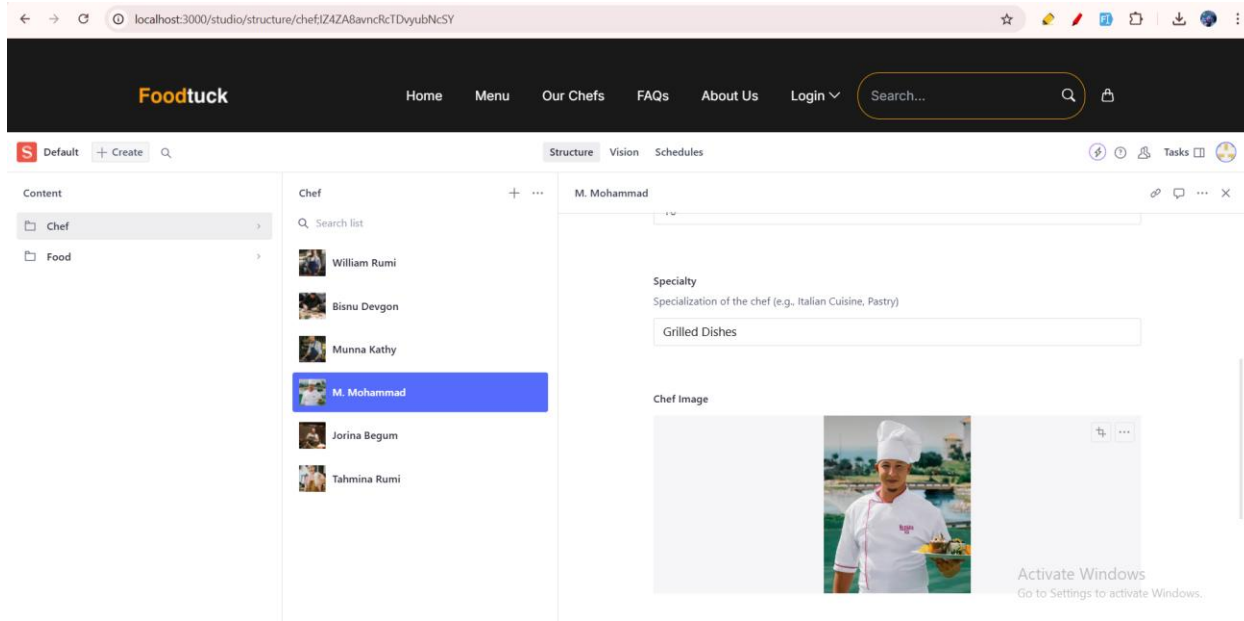 localhost:3000/studio/structure/chef;IZ4ZA8avncRcTDvyubNcSY
Foodtuck
Home Menu Our Chefs FAQs About Us Login Search...
S Default + Create Structure Vision Schedules Tasks
Content
Chef
Food
Chef
Search list
William Rumi
Bisnu Devgon
Munna Kathy
M. Mohammad
Jorina Begum
Tahmina Rumi
M. Mohammad
Specialty
Specialization of the chef (e.g., Italian Cuisine, Pastry)
Grilled Dishes
Chef Image
Activate Windows
Go to Settings to activate Windows.